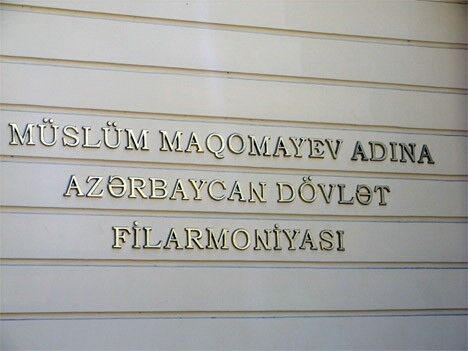 MÜSLÜM MAQOMAYEV ADINA
AZƏRBAYCAN DÖVLƏT
FİLARMONİYASI